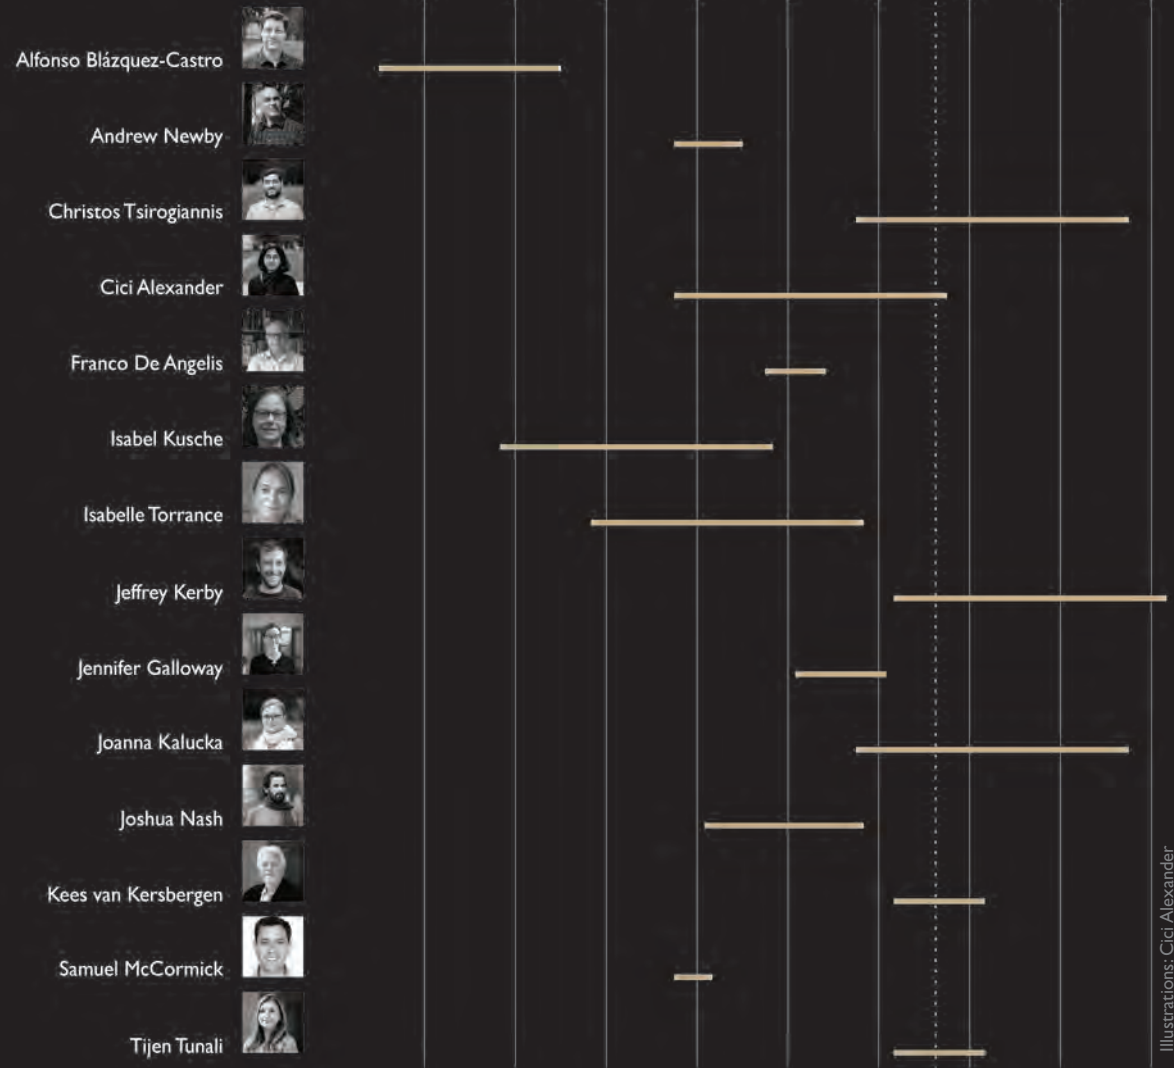 Alfonso Blázquez-Castro
Andrew Newby
Christos Tsirogiannis
Cici Alexander
Franco De Angelis
Isabel Kusche
Isabelle Torrance
Jeffrey Kerby
Jennifer Galloway
Joanna Kalucka
Joshua Nash
Kees van Kersbergen
Samuel McCormick
Tijen Tunali
Illustrations: Cici Alexander